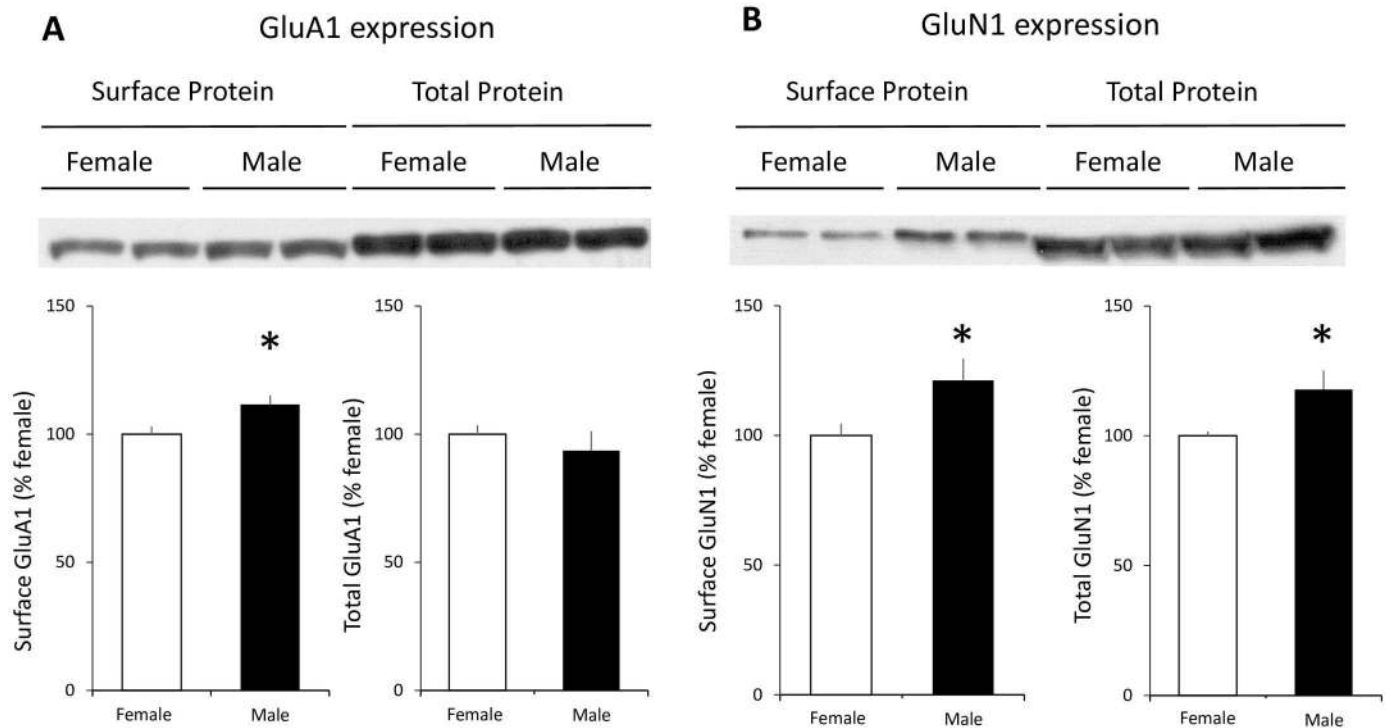 A GluA1 expression
Surface Protein Total Protein
Female Male Female Male
150
100
50
0
Surface GluA1 (% female)
*
Female Male
150
100
50
0
Total GluA1 (% female)
Female Male
B GluN1 expression
Surface Protein Total Protein
Female Male Female Male
150
100
50
0
Surface GluN1 (% female)
*
Female Male
150
100
50
0
Total GluN1 (% female)
*
Female Male